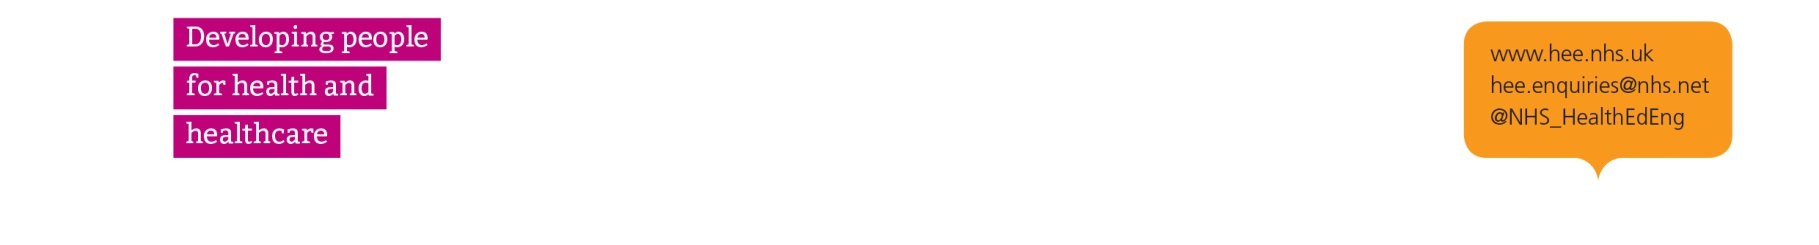 Developing people
for health and
healthcare
www.hee.nhs.uk
hee.enquiries@nhs.net
@NHS_HealthEdEng